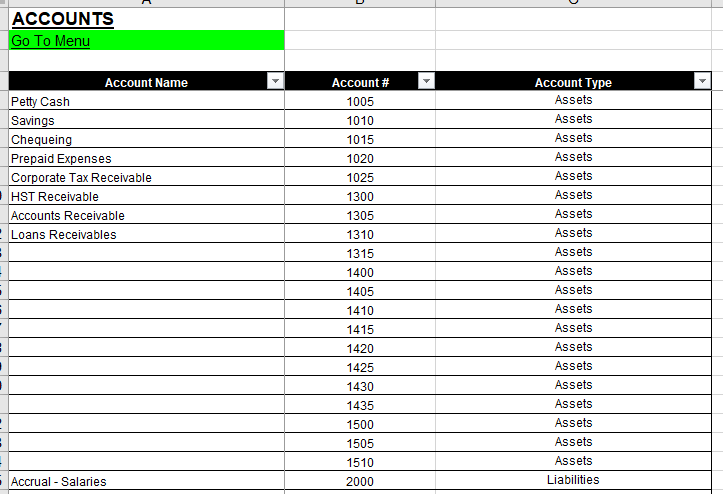 ACCOUNTS
Go To Menu
Account Name Account # Account Type
Petty Cash 1005 Assets
Savings 1010 Assets
Chequeing 1015 Assets
Prepaid Expenses 1020 Assets
Corporate Tax Receivable 1025 Assets
HST Receivable 1300 Assets
Accounts Receivable 1305 Assets
Loans Receivables 1310 Assets
1315 Assets
1400 Assets
1405 Assets
1410 Assets
1415 Assets
1420 Assets
1425 Assets
1430 Assets
1435 Assets
1500 Assets
1505 Assets
1510 Assets
Accrual - Salaries 2000 Liabilities